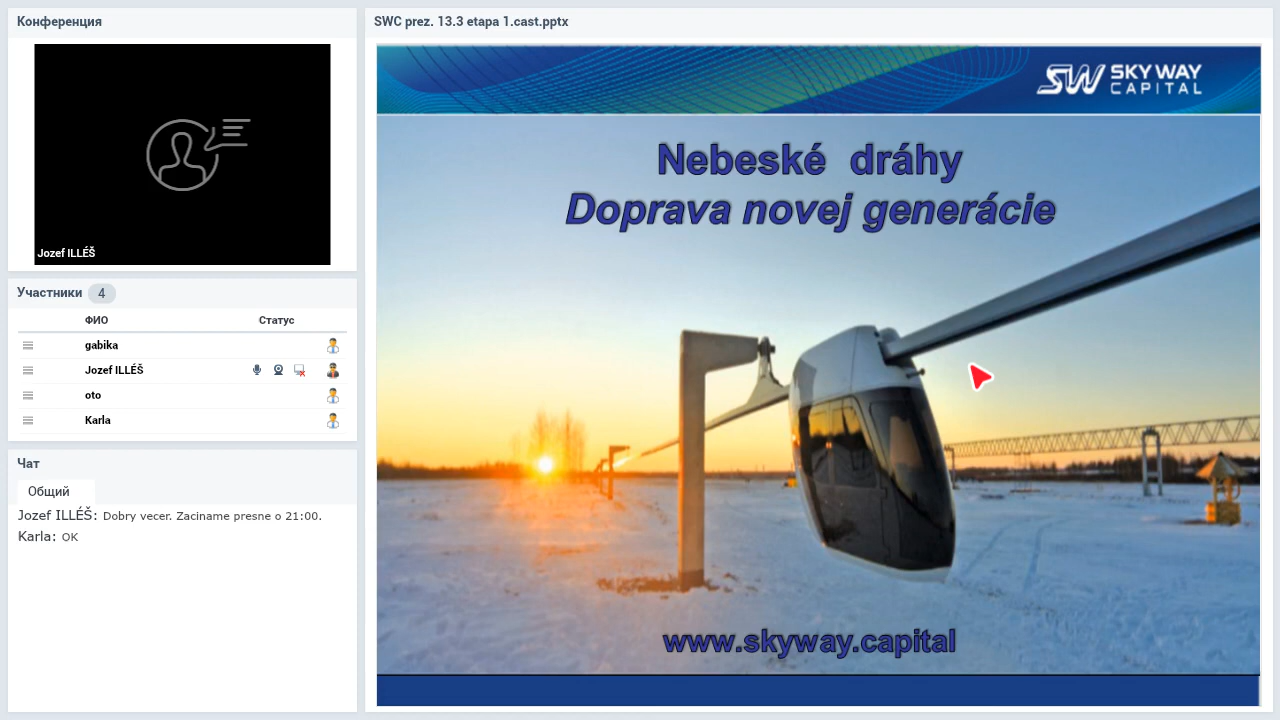 Конференция
Jozef ILLÉŠ
Участники 4
ФИО Статус
gabika
Jozef ILLÉŠ
oto
Karla
Чат
Общий
Jozef ILLÉŠ: Dobry vecer. Zaciname presne o 21:00.
Karla: OK
SWC prez. 13.3 etapa 1.cast.pptx
SW SKY WAY
CAPITAL
Nebeské dráhy
Doprava novej generácie
www.skyway.capital